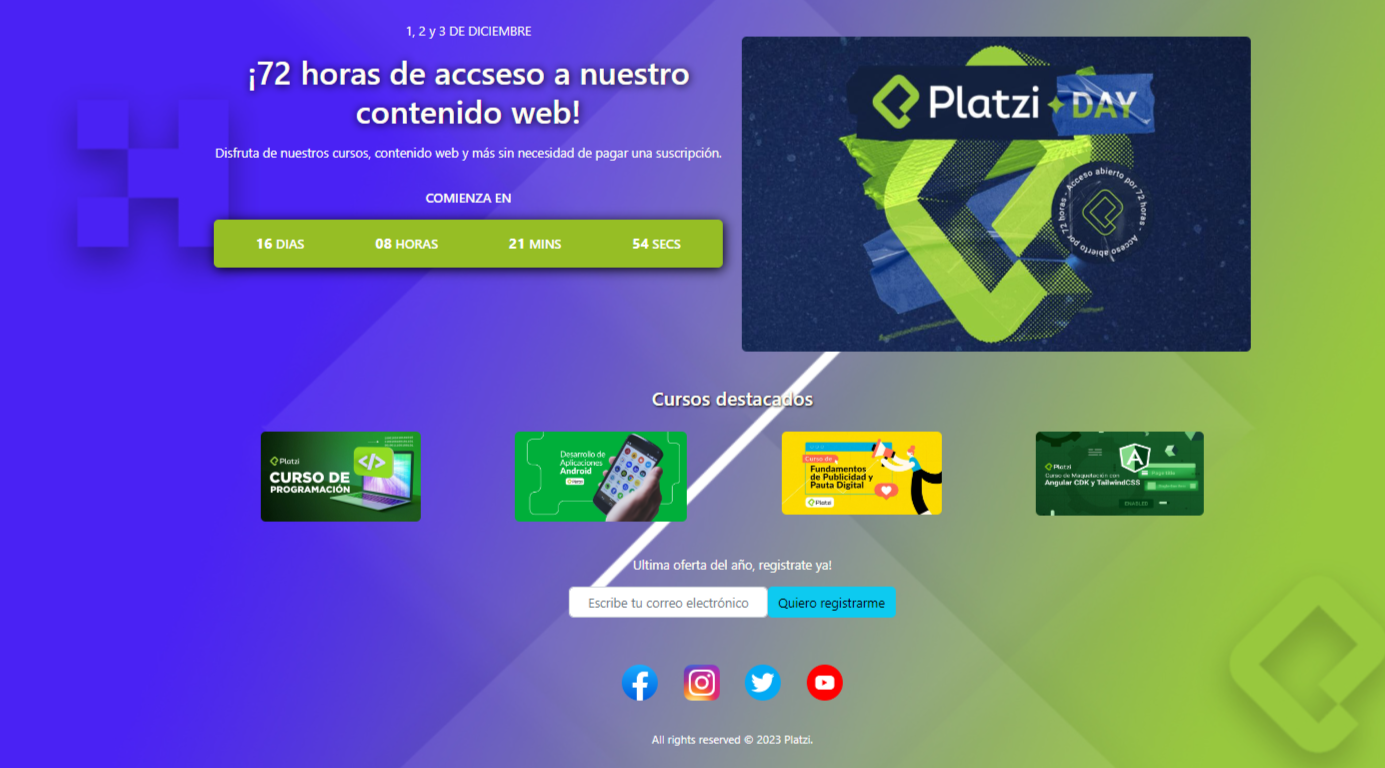 1, 2 y 3 DE DICIEMBRE
¡72 horas de accseso a nuestro
contenido web!
Disfruta de nuestros cursos, contenido web y más sin necesidad de pagar una suscripción.
COMIENZA EN
16 DIAS 08 HORAS 21 MINS 54 SECS
Platzi DAY
Acceso abierto por 72 horas - Acceso abierto por 72 horas -
Cursos destacados
Platzi
CURSO DE
PROGRAMACIÓN
Desarrollo de
Aplicaciones
Android
Platzi
Curso de
Fundamentos
de Publicidad y
Pauta Digital
Platzi
Platzi
Curso de Maquetación con
Angular CDK y TailwindCSS
A
ENABLED
Ultima oferta del año, registrate ya!
Escribe tu correo electrónico Quiero registrarme
All rights reserved © 2023 Platzi.